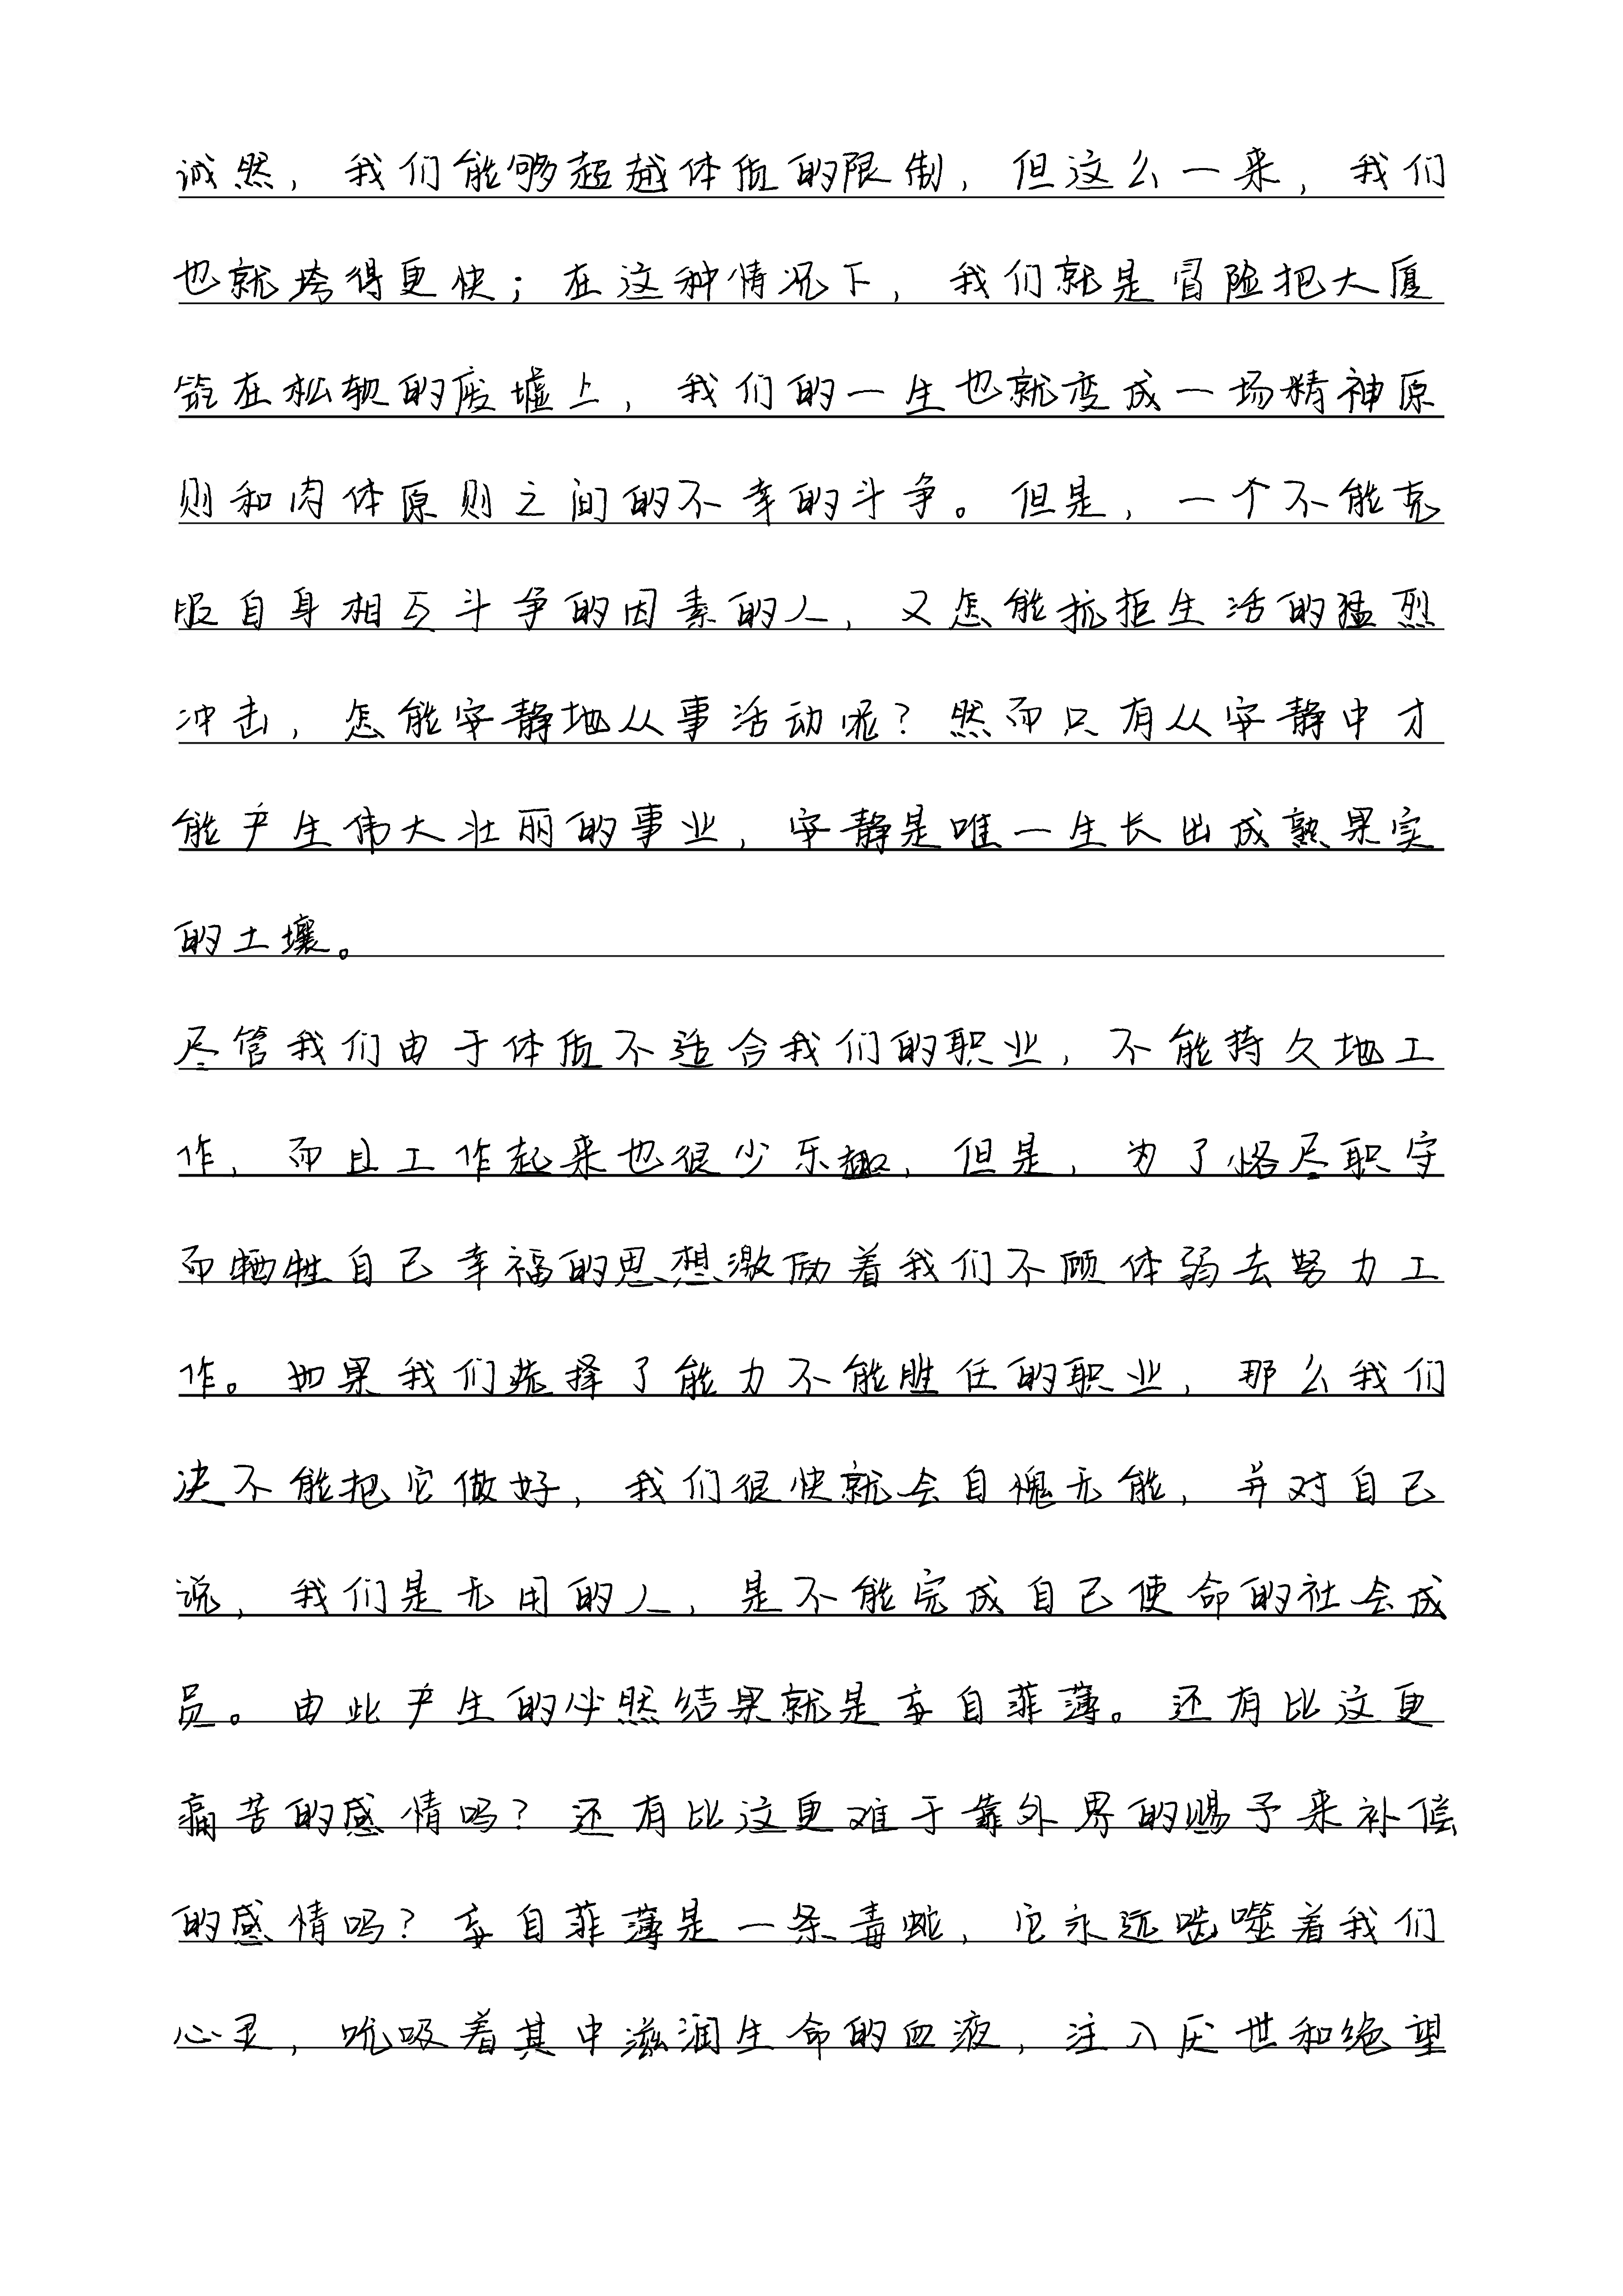 诚然，我们能够超越体质的限制，但这么一来，我们
也就垮得更快；在这种情况下，我们就是冒险把大厦
筑在松软的废墟上，我们的一生也就变成一场精神原
则和肉体原则之间的不幸的斗争。但是，一个不能克
服自身相互斗争的因素的人，又怎能抗拒生活的猛烈
冲击，怎能安静地从事活动呢？然而只有从安静中才
能产生伟大壮丽的事业，安静是唯一生长出成熟果实
的土壤。
尽管我们由于体质不适合我们的职业，不能持久地工
作，而且工作起来也很少乐趣，但是，为了恪尽职守
而牺牲自己幸福的思想激励着我们不顾体弱去努力工
作。如果我们选择了能力不能胜任的职业，那么我们
决不能把它做好，我们很快就会自愧无能，并对自己
说，我们是无用的人，是不能完成自己使命的社会成
员。由此产生的必然结果就是妄自菲薄。还有比这更
痛苦的感情吗？还有比这更难于靠外界的赐予来补偿
的感情吗？妄自菲薄是一条毒蛇，它永远啮噬着我们
心灵，吮吸着其中滋润生命的血液，注入厌世和绝望